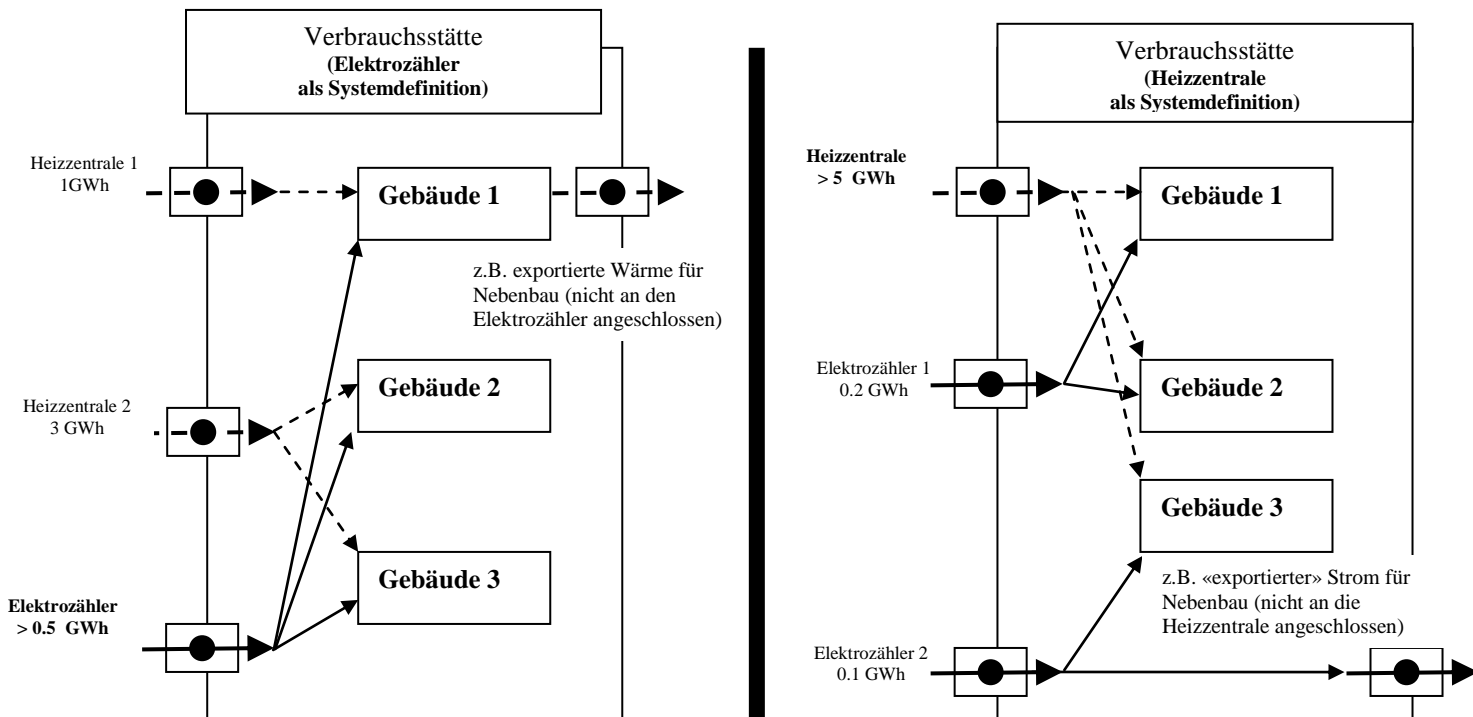 Verbrauchsstätte
(Elektrozähler
als Systemdefinition)
Heizzentrale 1
1GWh
Gebäude 1
z.B. exportierte Wärme für
Nebenbau (nicht an den
Elektrozähler angeschlossen)
Heizzentrale 2
3 GWh
Gebäude 2
Gebäude 3
Elektrozähler
> 0.5 GWh
Verbrauchsstätte
(Heizzentrale
als Systemdefinition)
Heizzentrale
> 5 GWh
Gebäude 1
Elektrozähler 1
0.2 GWh
Gebäude 2
Gebäude 3
z.B. «exportierter» Strom für
Nebenbau (nicht an die
Heizzentrale angeschlossen)
Elektrozähler 2
0.1 GWh